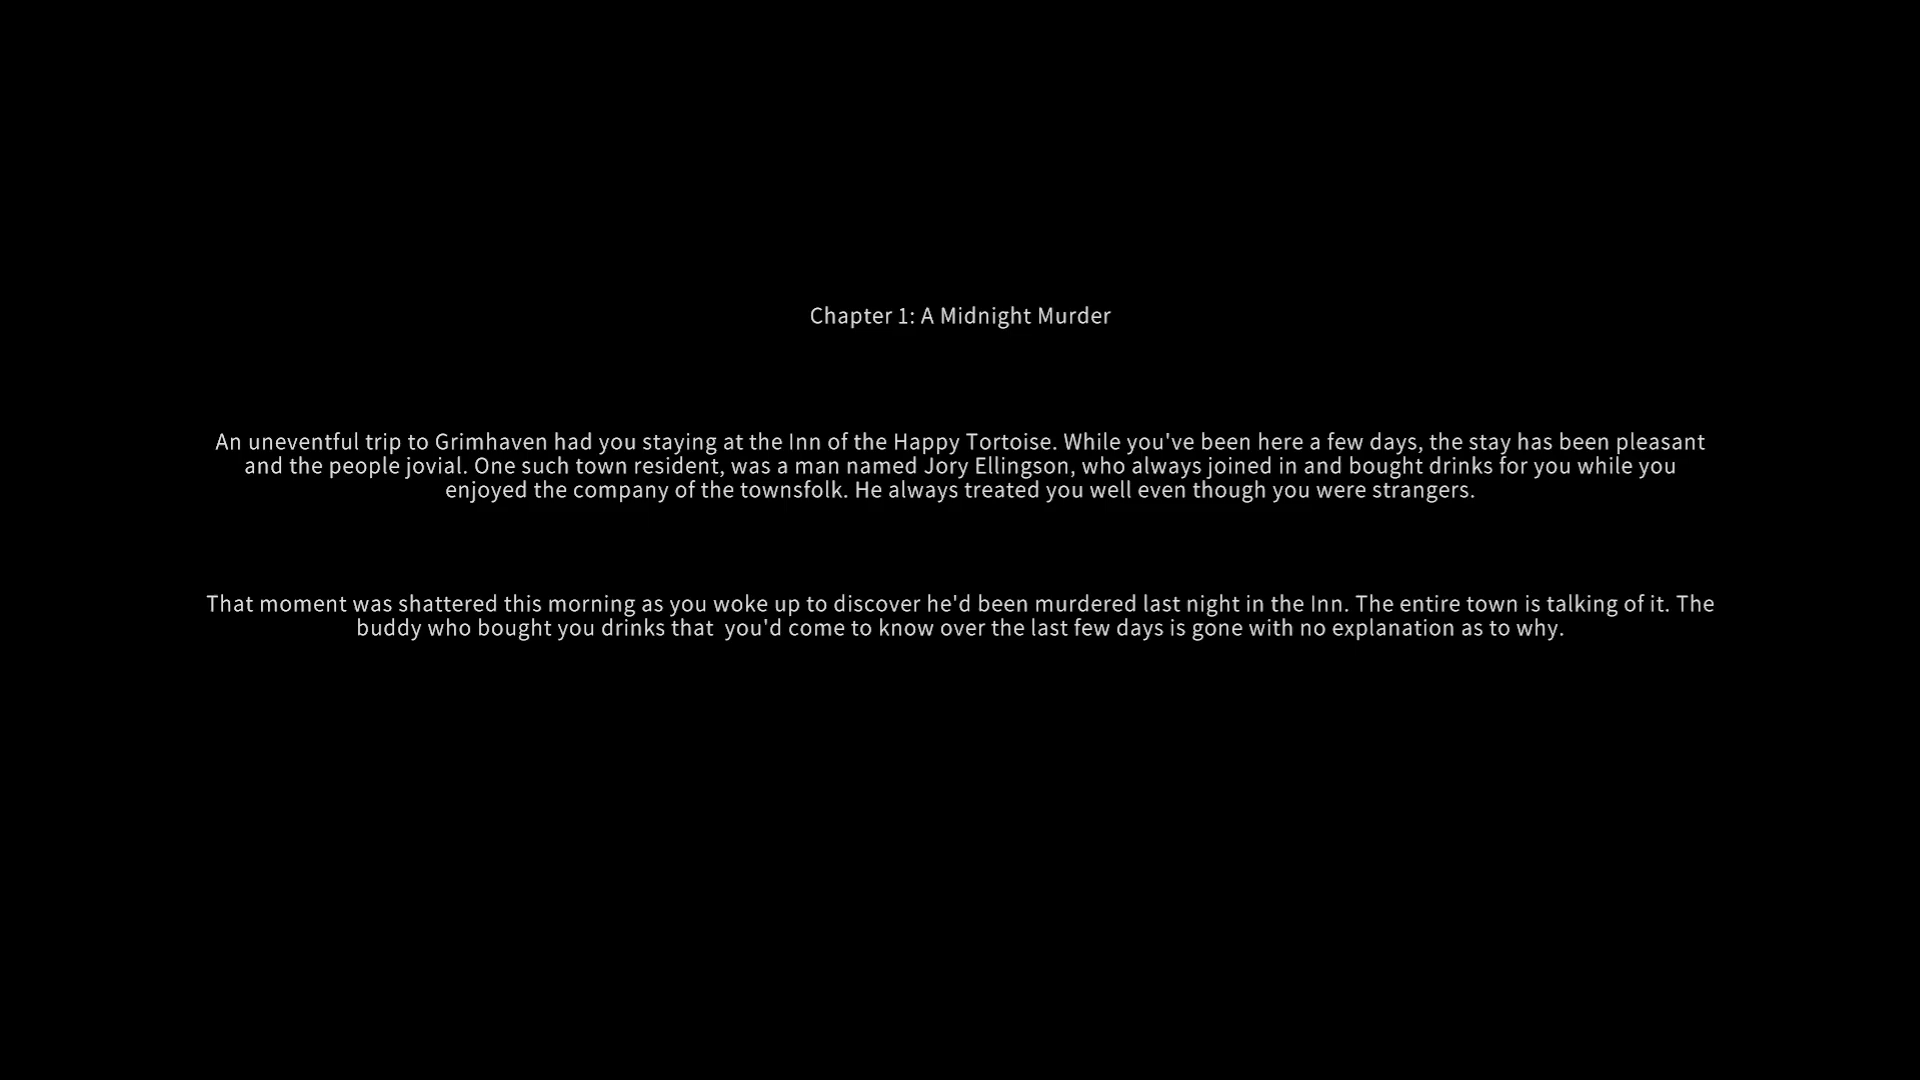 Chapter 1: A Midnight Murder
An uneventful trip to Grimhaven had you staying at the Inn of the Happy Tortoise. While you've been here a few days, the stay has been pleasant
and the people jovial. One such town resident, was a man named Jory Ellingson, who always joined in and bought drinks for you while you
enjoyed the company of the townsfolk. He always treated you well even though you were strangers.
That moment was shattered this morning as you woke up to discover he'd been murdered last night in the Inn. The entire town is talking of it. The
buddy who bought you drinks that  you'd come to know over the last few days is gone with no explanation as to why.